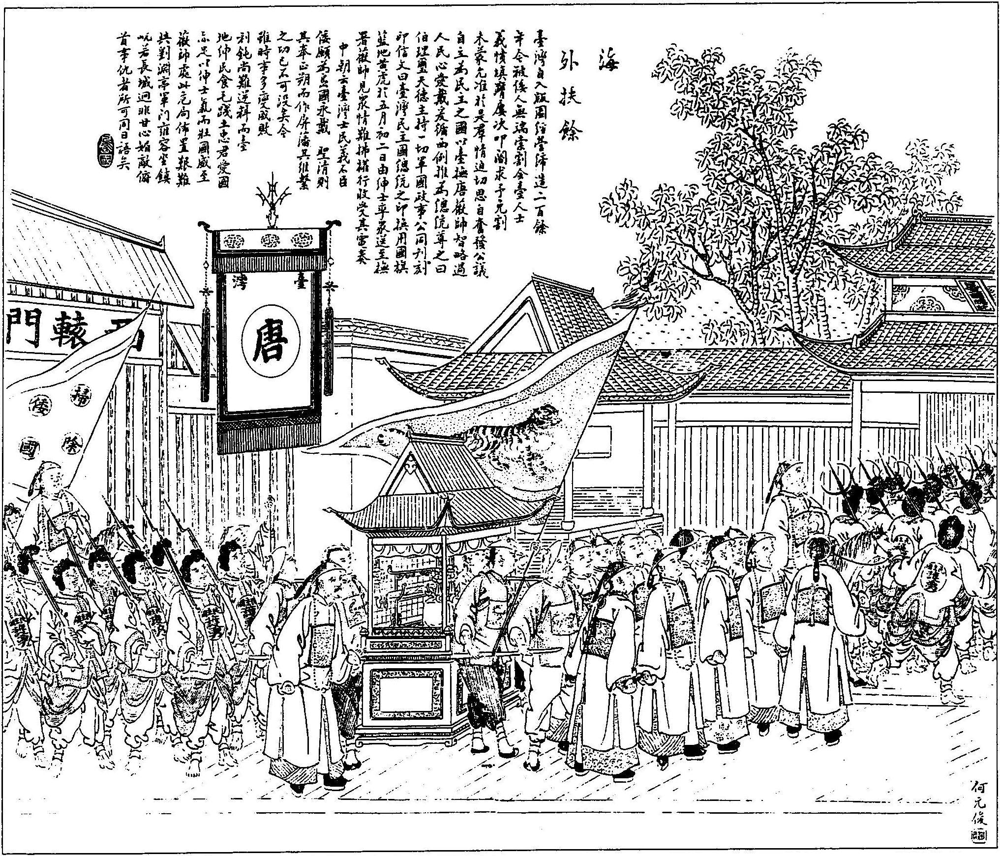 海
外扶餘
臺灣自入版圖經營締造二百餘
年今被倭人無端索割合臺人士
義憤填膺屢次叩閽求予免割
未蒙允准於是羣情迫切思自奮發公議
自立為民主之國以臺撫唐薇帥智略過
人民心愛戴爰循西例推為總統尊之曰
伯理璽天德主持一切軍國政事公同刊刻
印信文曰臺灣民主國總統之印旗用國旗
藍地黃虎於五月初二日由紳士率眾送至撫
署薇帥見眾情難拂權行收受其電奏
中朝云臺灣士民義不臣
倭願為島國永戴 聖清則
其奉正朔而作屏藩其維繫
之功已不可沒矣今
雖時事多變成敗
利鈍尚難逆料而臺
地紳民食毛踐土忠君愛國
亦足以伸士氣而壯國威至
薇帥處此危局佈置艱難
與劉淵亭軍門雍容坐鎮
屹若長城迥非甘心媚敵俯
首事仇者所可同日語矣
臺灣
唐
轅門
掃除
倭國
何元俊